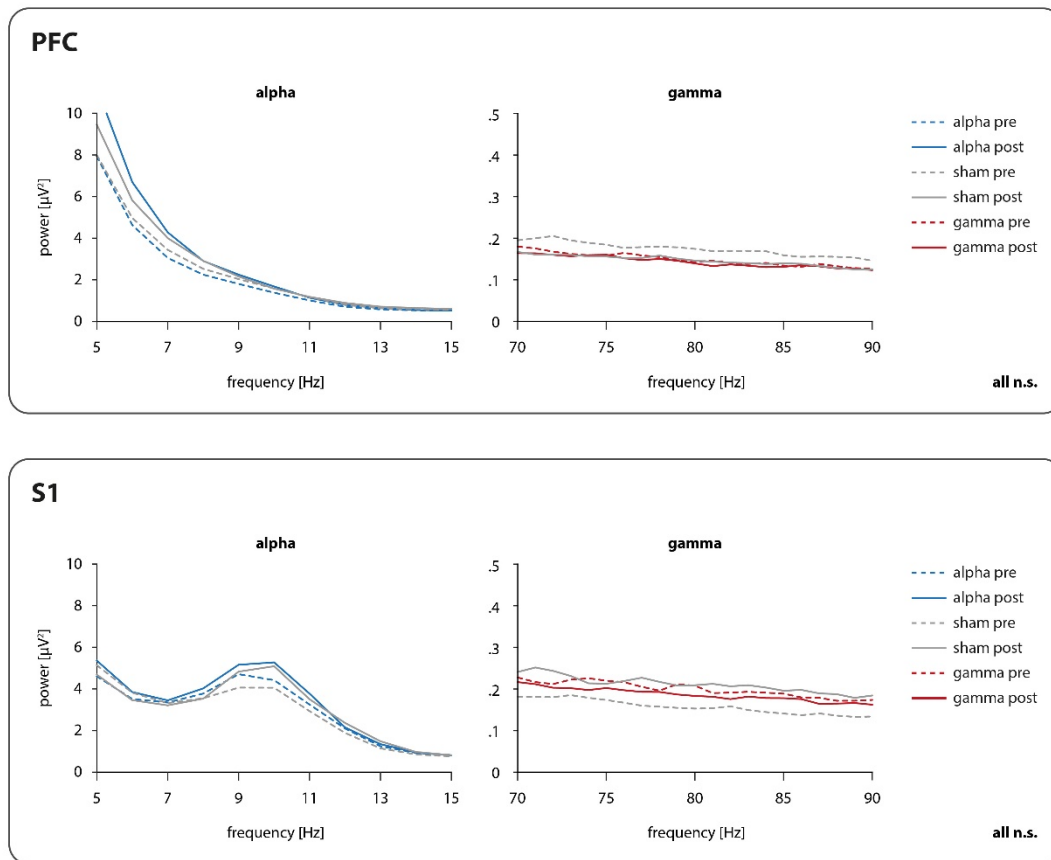 PFC
alpha
gamma
10
8
6
4
2
0
power [µV²]
5
7
9
11
13
15
frequency [Hz]
.5
.4
.3
.2
.1
0
70
75
80
85
90
frequency [Hz]
alpha pre
alpha post
sham pre
sham post
gamma pre
gamma post
all n.s.
S1
alpha
gamma
10
8
6
4
2
0
power [µV²]
5
7
9
11
13
15
frequency [Hz]
.5
.4
.3
.2
.1
0
70
75
80
85
90
frequency [Hz]
alpha pre
alpha post
sham pre
sham post
gamma pre
gamma post
all n.s.